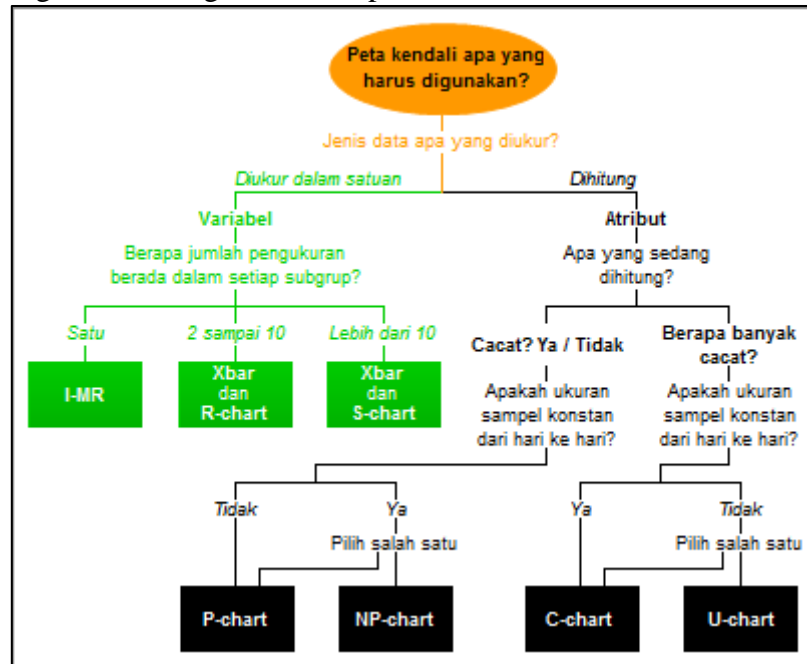 Peta kendali apa yang
harus digunakan?
Jenis data apa yang diukur?
Diukur dalam satuan
Dihitung
Variabel
Atribut
Berapa jumlah pengukuran
berada dalam setiap subgrup?
Apa yang sedang
dihitung?
Satu
2 sampai 10
Lebih dari 10
I-MR
Xbar
dan
R-chart
Xbar
dan
S-chart
Cacat? Ya / Tidak
Berapa banyak
cacat?
Apakah ukuran
sampel konstan
dari hari ke hari?
Apakah ukuran
sampel konstan
dari hari ke hari?
Tidak
Ya
Pilih salah satu
Ya
Tidak
Pilih salah satu
P-chart
NP-chart
C-chart
U-chart